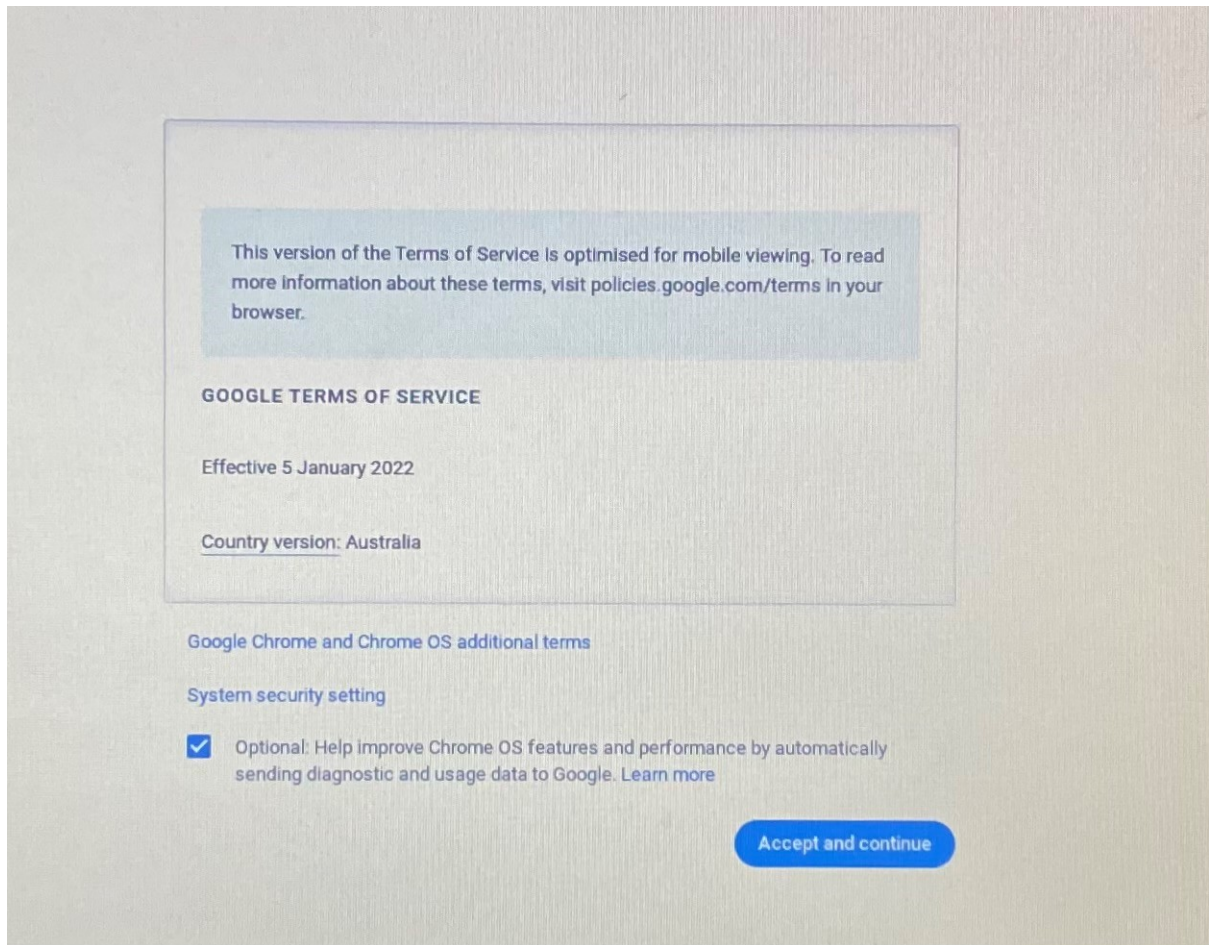 This version of the Terms of Service is optimised for mobile viewing. To read
more information about these terms, visit policies.google.com/terms in your
browser.
GOOGLE TERMS OF SERVICE
Effective 5 January 2022
Country version: Australia
Google Chrome and Chrome OS additional terms
System security setting
Optional: Help improve Chrome OS features and performance by automatically
sending diagnostic and usage data to Google. Learn more
Accept and continue